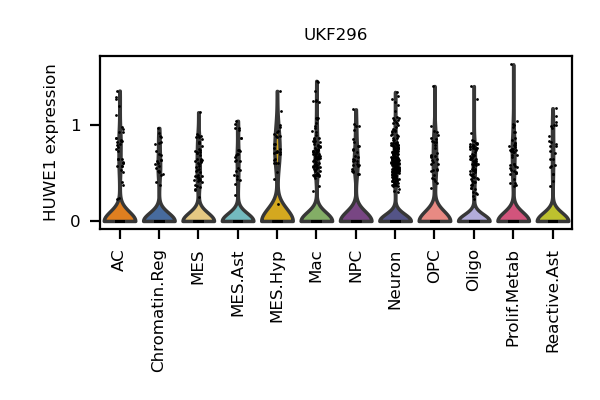 UKF296
HUWE1 expression
1
0
AC
Chromatin.Reg
MES
MES.Ast
MES.Hyp
Mac
NPC
Neuron
OPC
Oligo
Prolif.Metab
Reactive.Ast